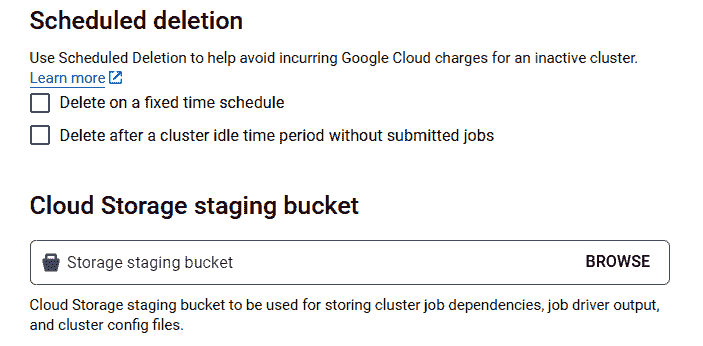 Scheduled deletion
Use Scheduled Deletion to help avoid incurring Google Cloud charges for an inactive cluster.
Learn more
Delete on a fixed time schedule
Delete after a cluster idle time period without submitted jobs
Cloud Storage staging bucket
Storage staging bucket BROWSE
Cloud Storage staging bucket to be used for storing cluster job dependencies, job driver output,
and cluster config files.